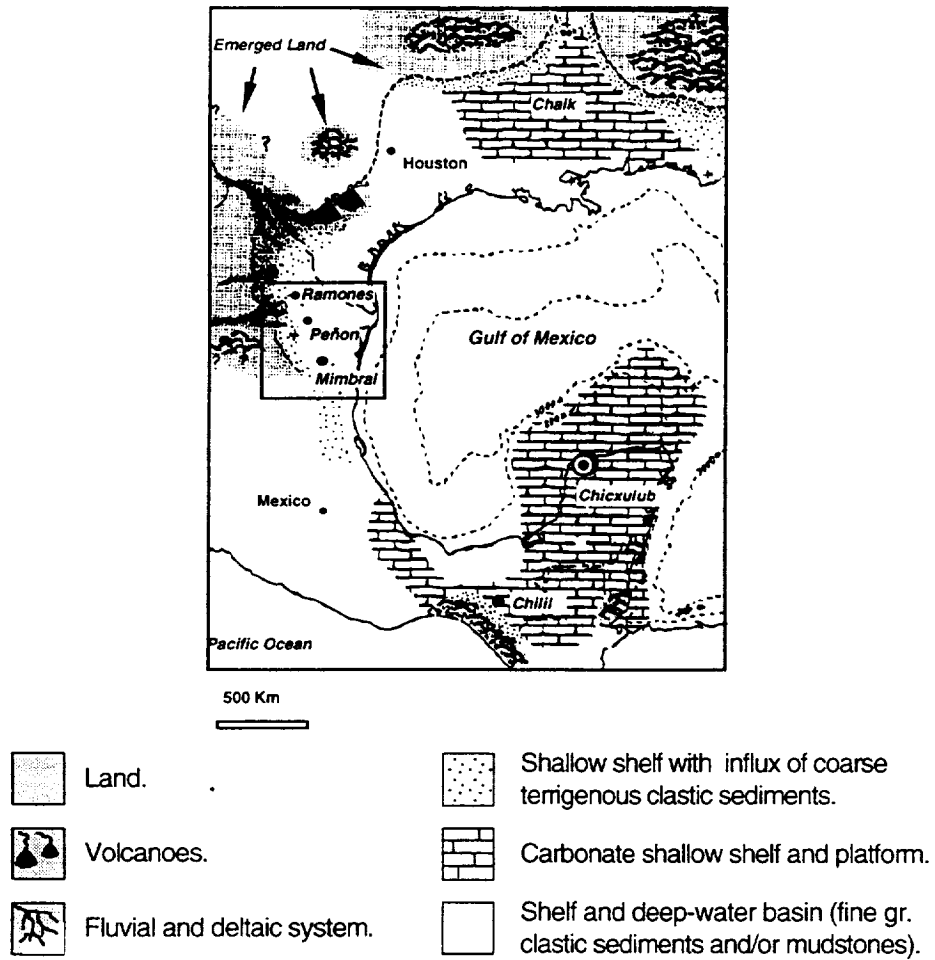 Emerged Land
Chalk
?
?
Houston
Ramones
Peñon
Mimbral
Gulf of Mexico
Chicxulub
Mexico
Chilil
Pacific Ocean
500 Km
Land.
Volcanoes.
Fluvial and deltaic system.
Shallow shelf with influx of coarse
terrigenous clastic sediments.
Carbonate shallow shelf and platform.
Shelf and deep-water basin (fine gr.
clastic sediments and/or mudstones).